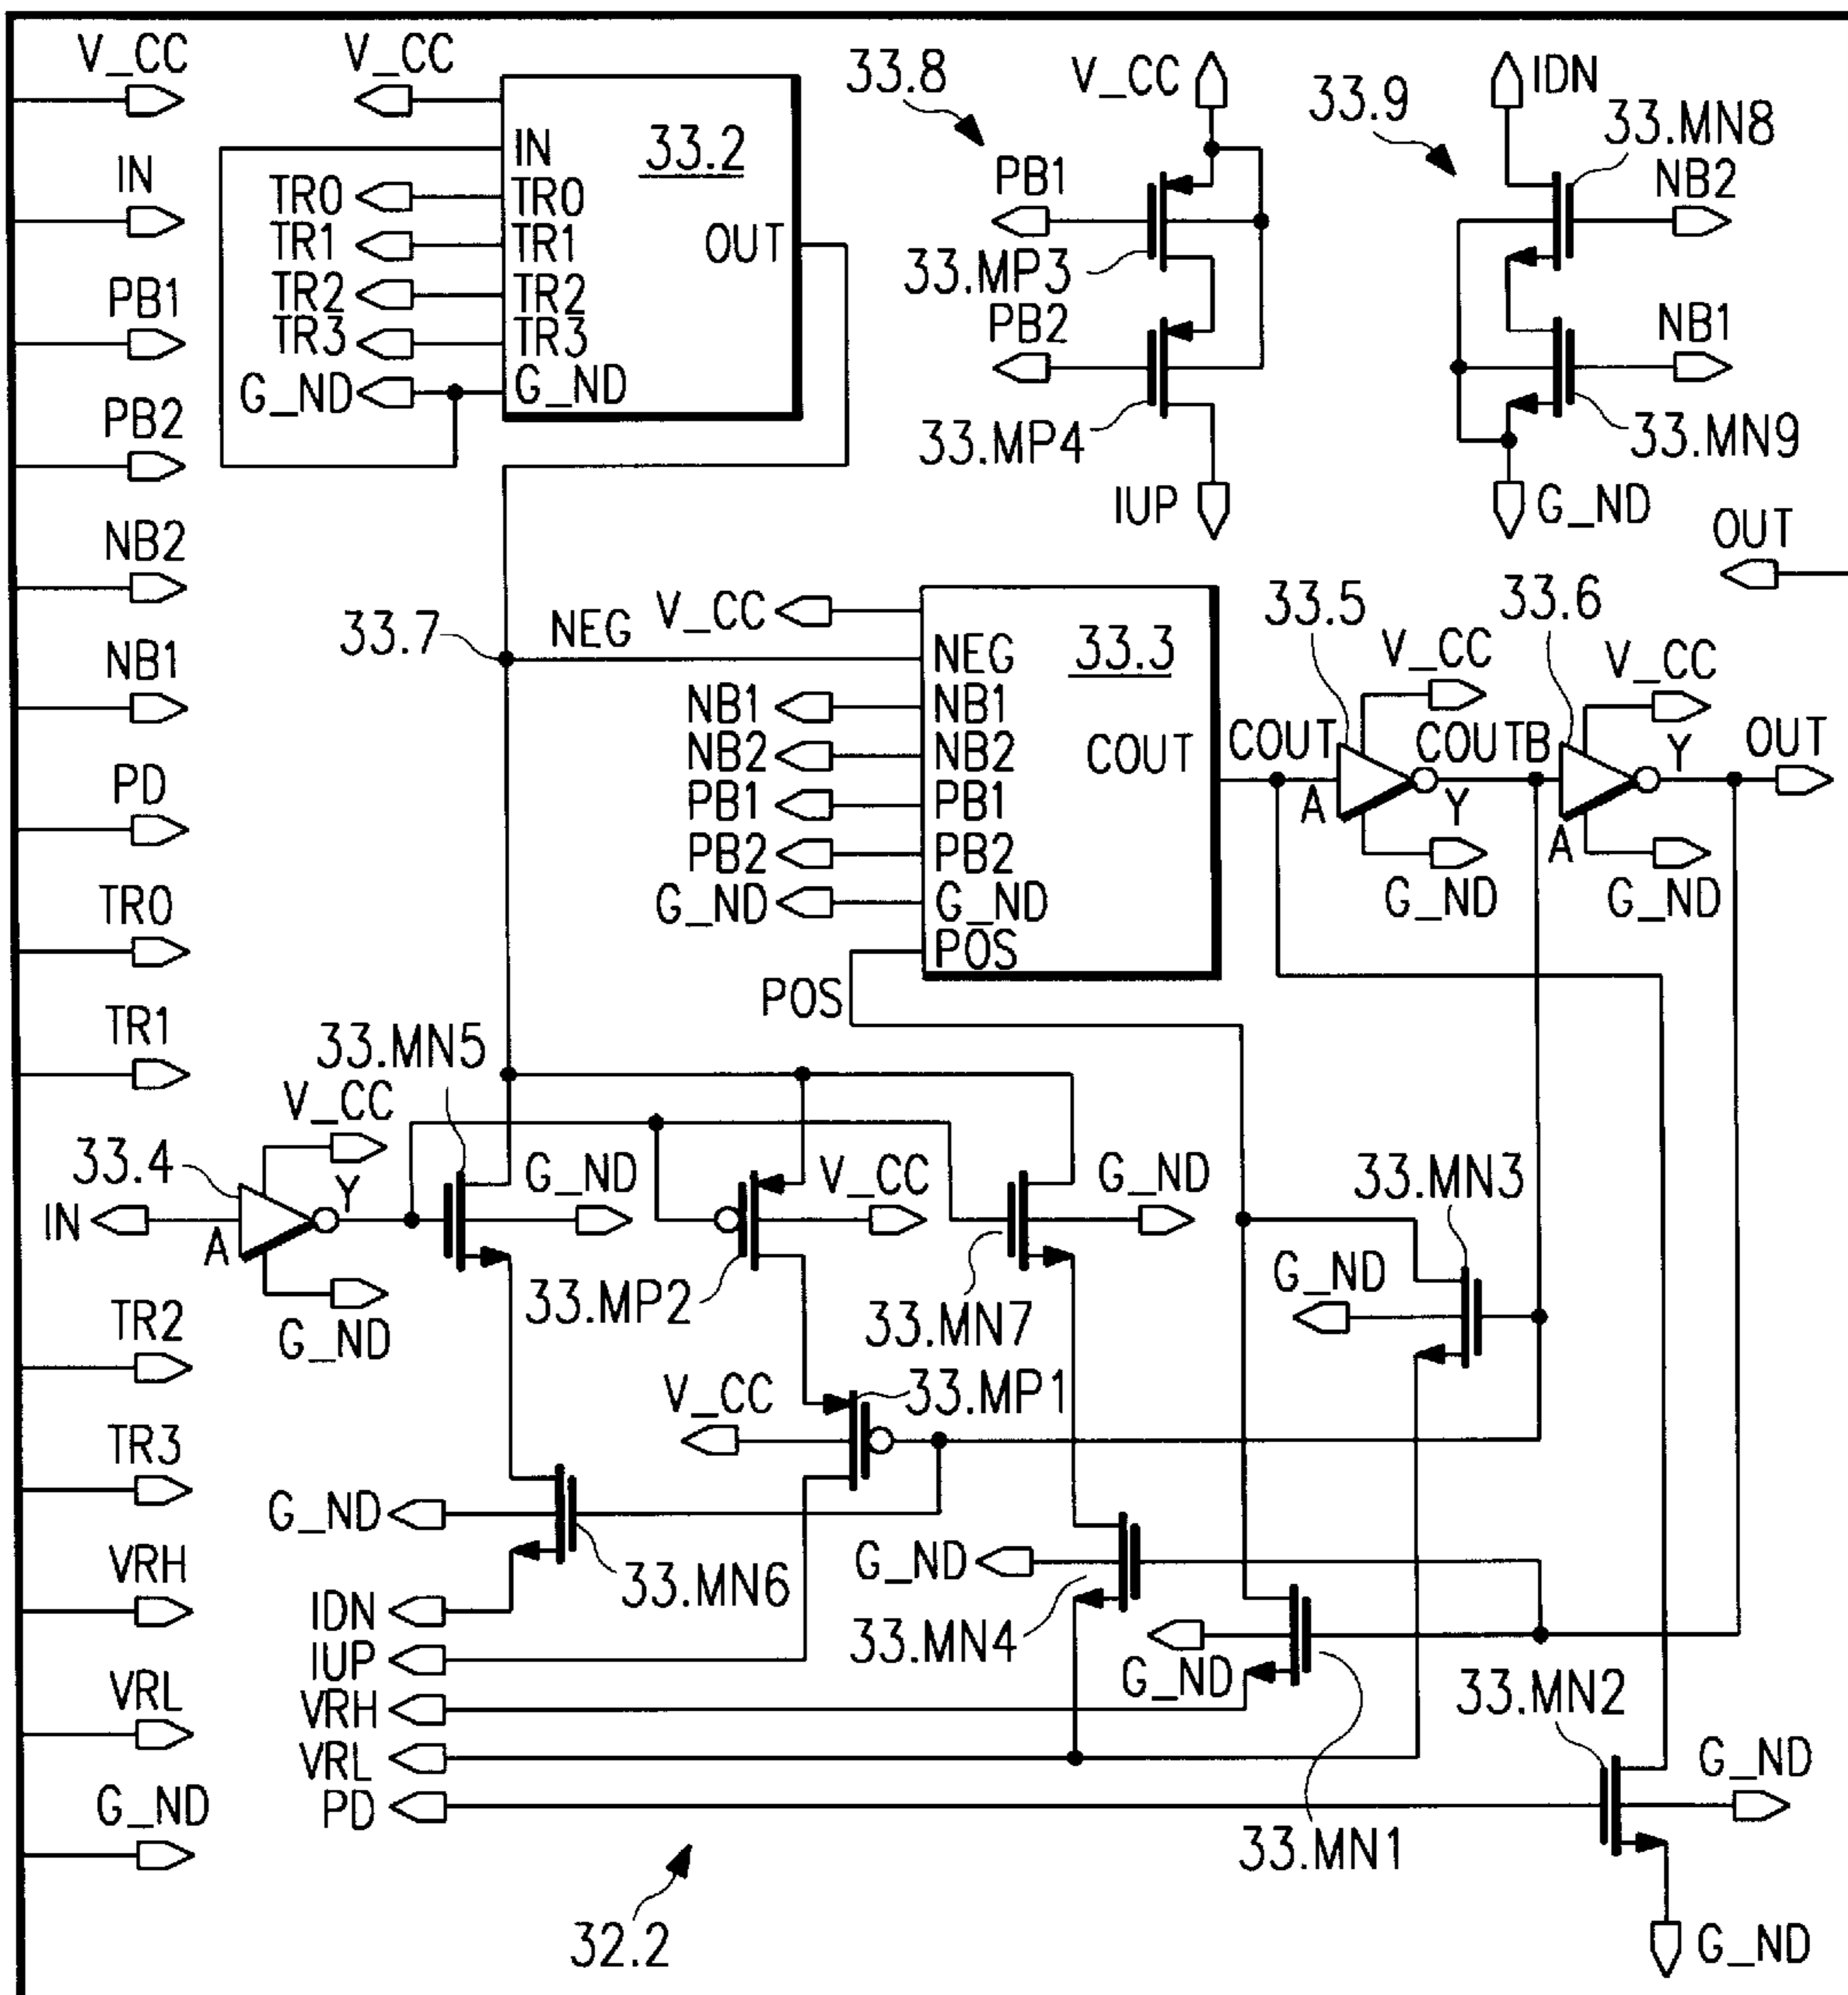 V_CC
IN
PB1
PB2
NB2
NB1
PD
TR0
TR1
TR2
TR3
VRH
VRL
G_ND
V_CC
33.2
IN
TR0
TR0
TR1
TR1
OUT
TR2
TR2
TR3
TR3
G_ND
G_ND
33.8
V_CC
PB1
33.MP3
PB2
33.MP4
IUP
33.9
IDN
33.MN8
NB2
NB1
33.MN9
G_ND
OUT
33.7
NEG
V_CC
NEG
33.3
NB1
NB1
NB2
NB2
COUT
PB1
PB1
PB2
PB2
G_ND
G_ND
POS
POS
33.5
V_CC
COUT
A
Y
G_ND
33.6
V_CC
COUTB
A
Y
OUT
G_ND
33.MN5
V_CC
33.4
Y
IN
A
G_ND
G_ND
V_CC
33.MP2
G_ND
33.MN7
33.MN3
G_ND
V_CC
33.MP1
G_ND
33.MN6
G_ND
33.MN4
G_ND
IDN
IUP
VRH
VRL
PD
33.MN2
G_ND
33.MN1
G_ND
32.2